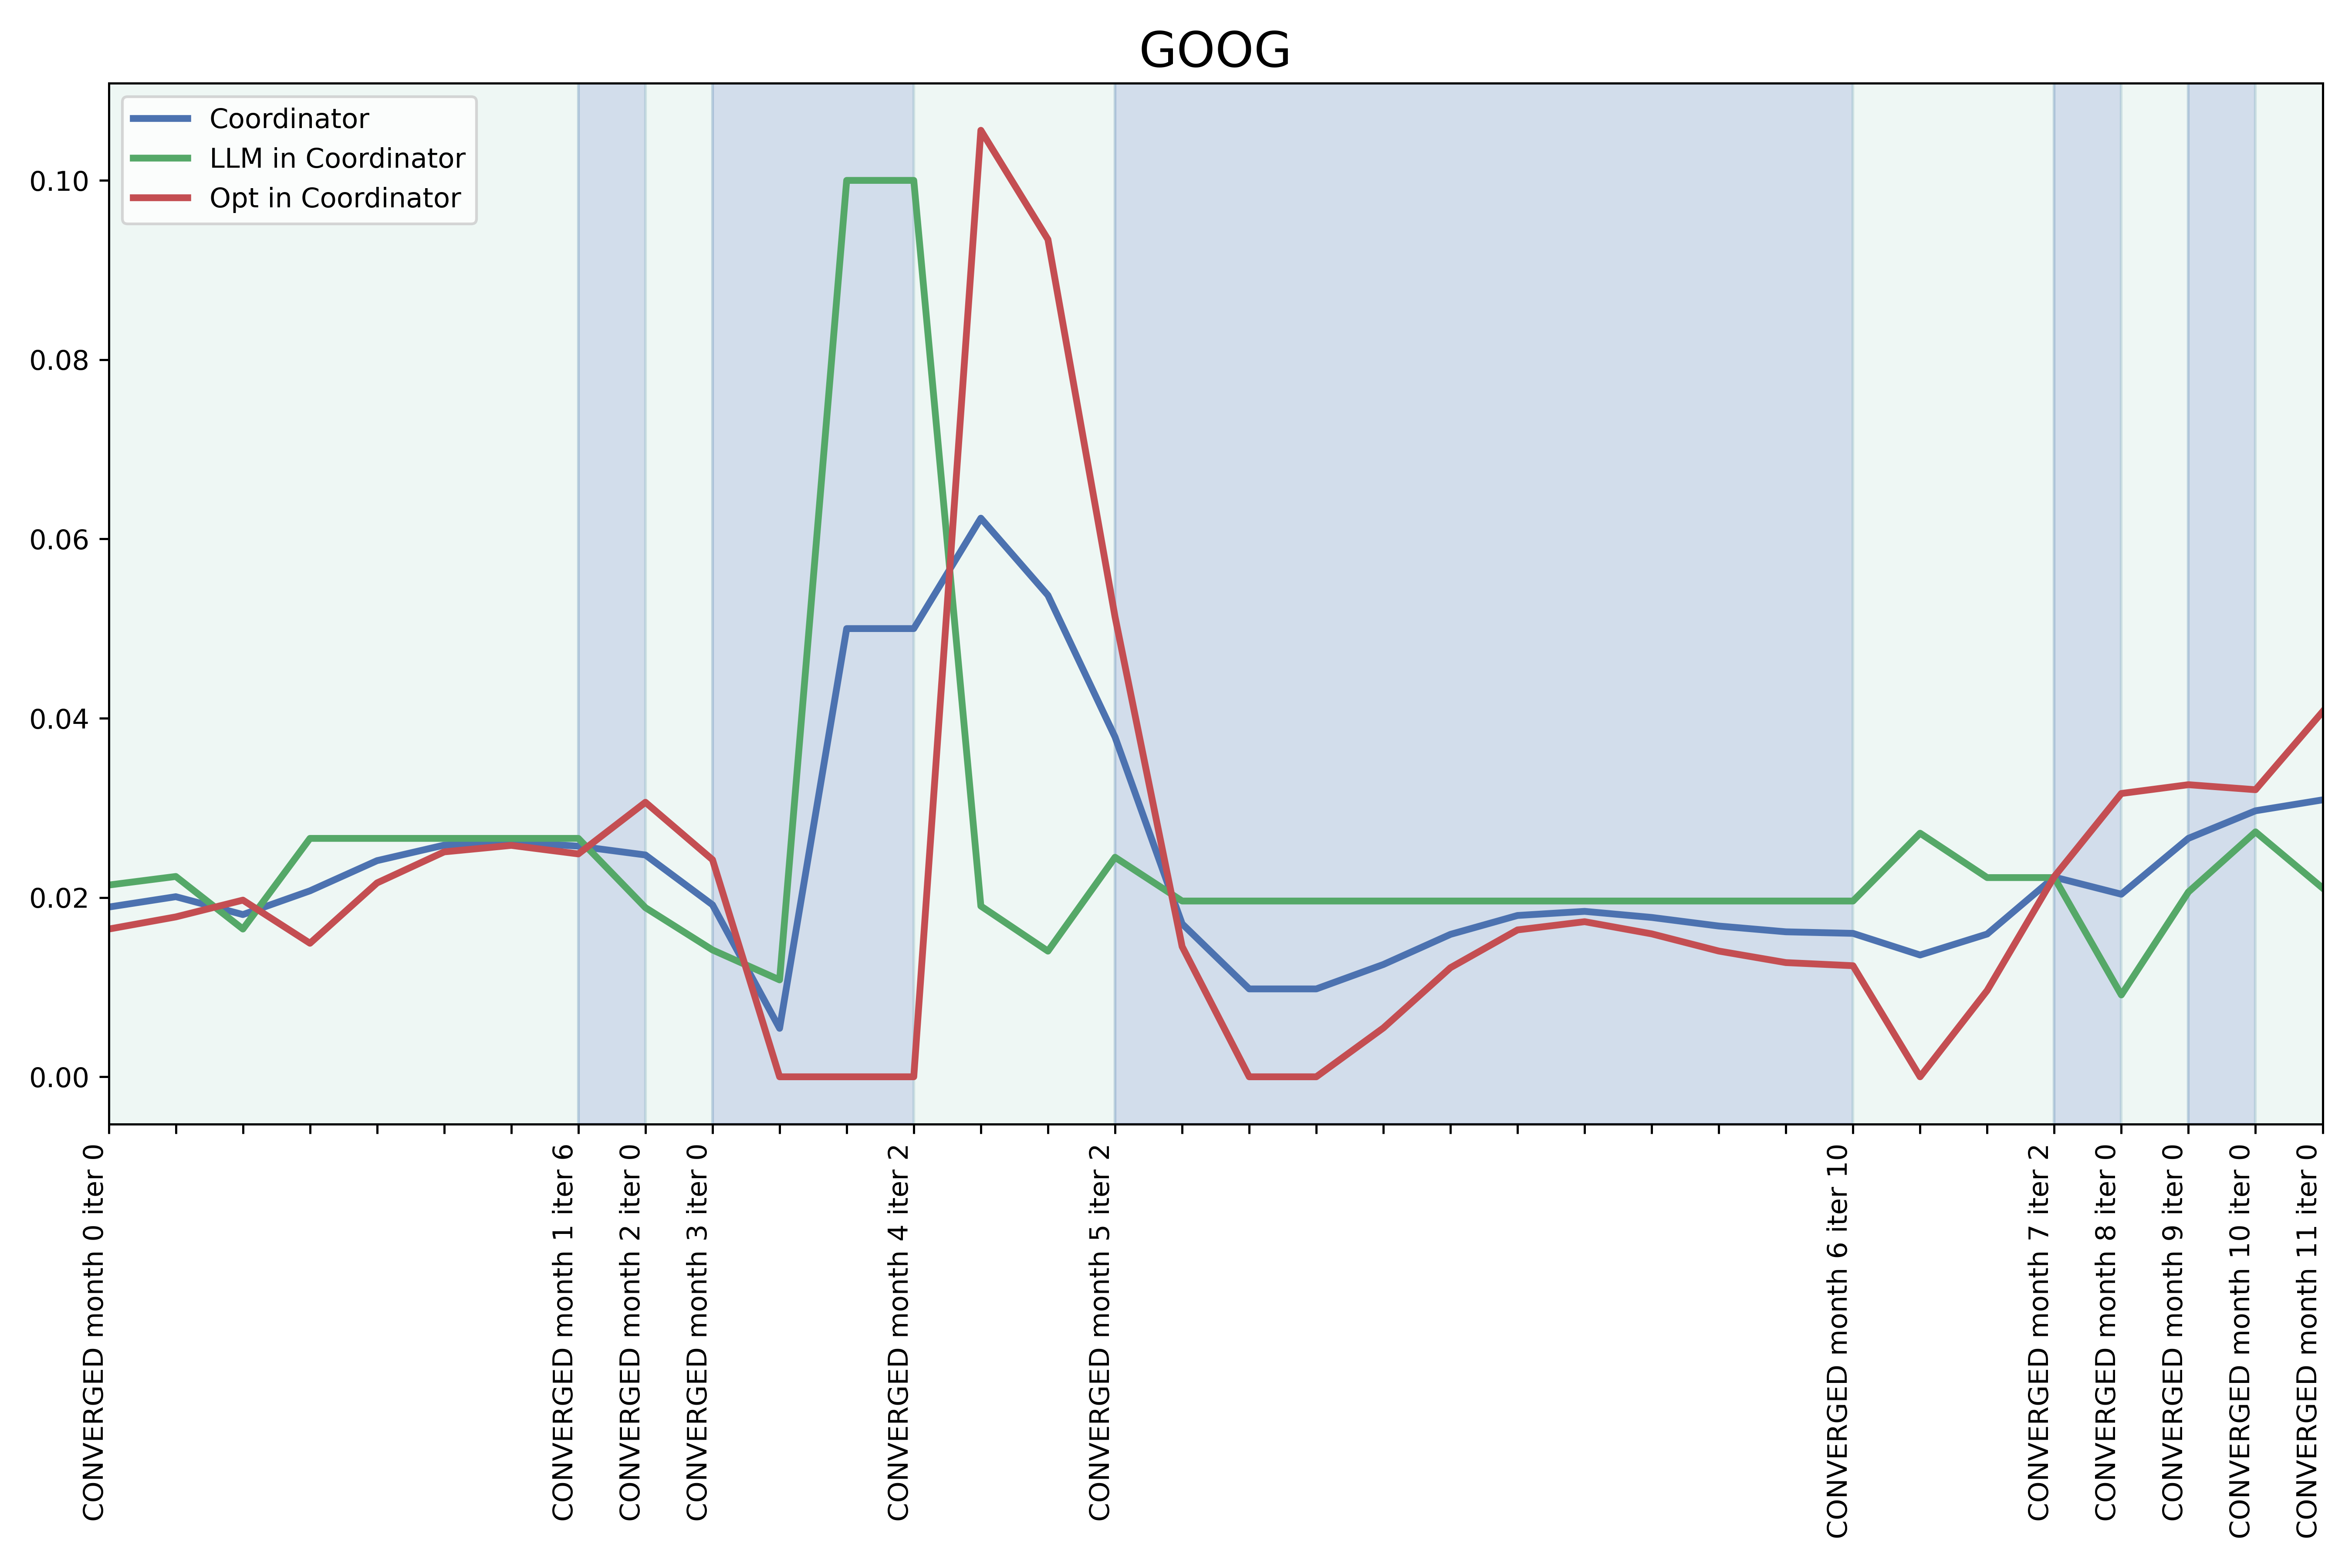 GOOG
Coordinator
LLM in Coordinator
Opt in Coordinator
0.10
0.08
0.06
0.04
0.02
0.00
CONVERGED month 0 iter 0
CONVERGED month 1 iter 6
CONVERGED month 2 iter 0
CONVERGED month 3 iter 0
CONVERGED month 4 iter 2
CONVERGED month 5 iter 2
CONVERGED month 6 iter 10
CONVERGED month 7 iter 2
CONVERGED month 8 iter 0
CONVERGED month 9 iter 0
CONVERGED month 10 iter 0
CONVERGED month 11 iter 0